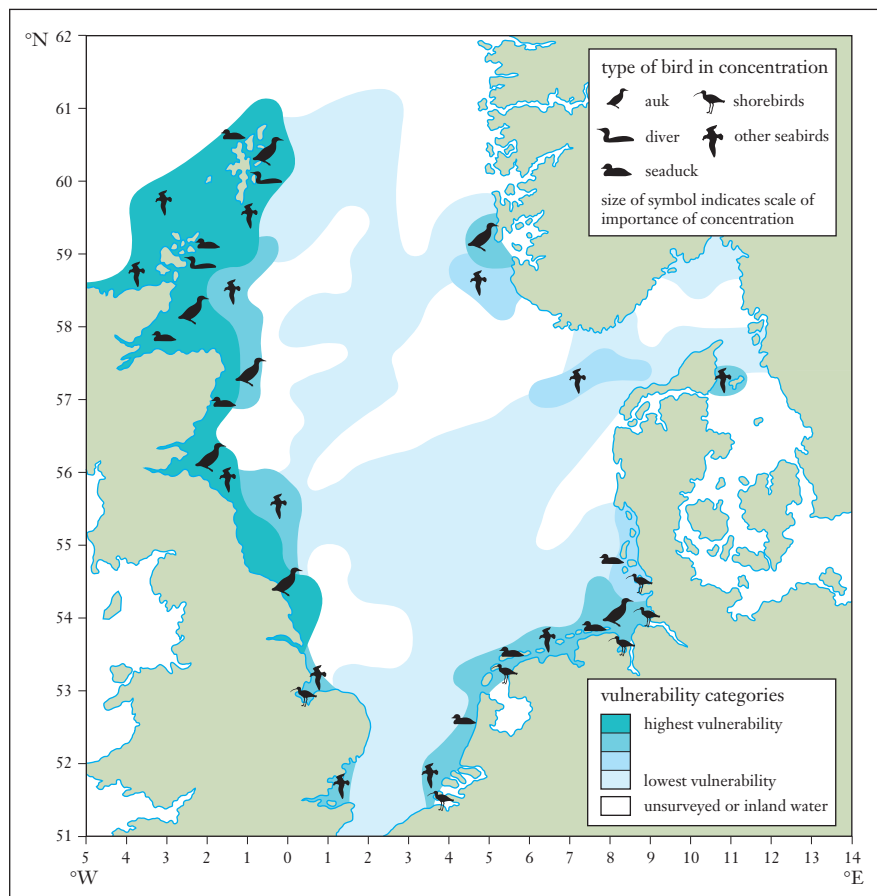 °N
62
61
60
59
58
57
56
55
54
53
52
51
type of bird in concentration
auk
shorebirds
diver
other seabirds
seaduck
size of symbol indicates scale of
importance of concentration
vulnerability categories
highest vulnerability
lowest vulnerability
unsurveyed or inland water
5 4 3 2 1 0 1 2 3 4 5 6 7 8 9 10 11 12 13 14
°W
°E